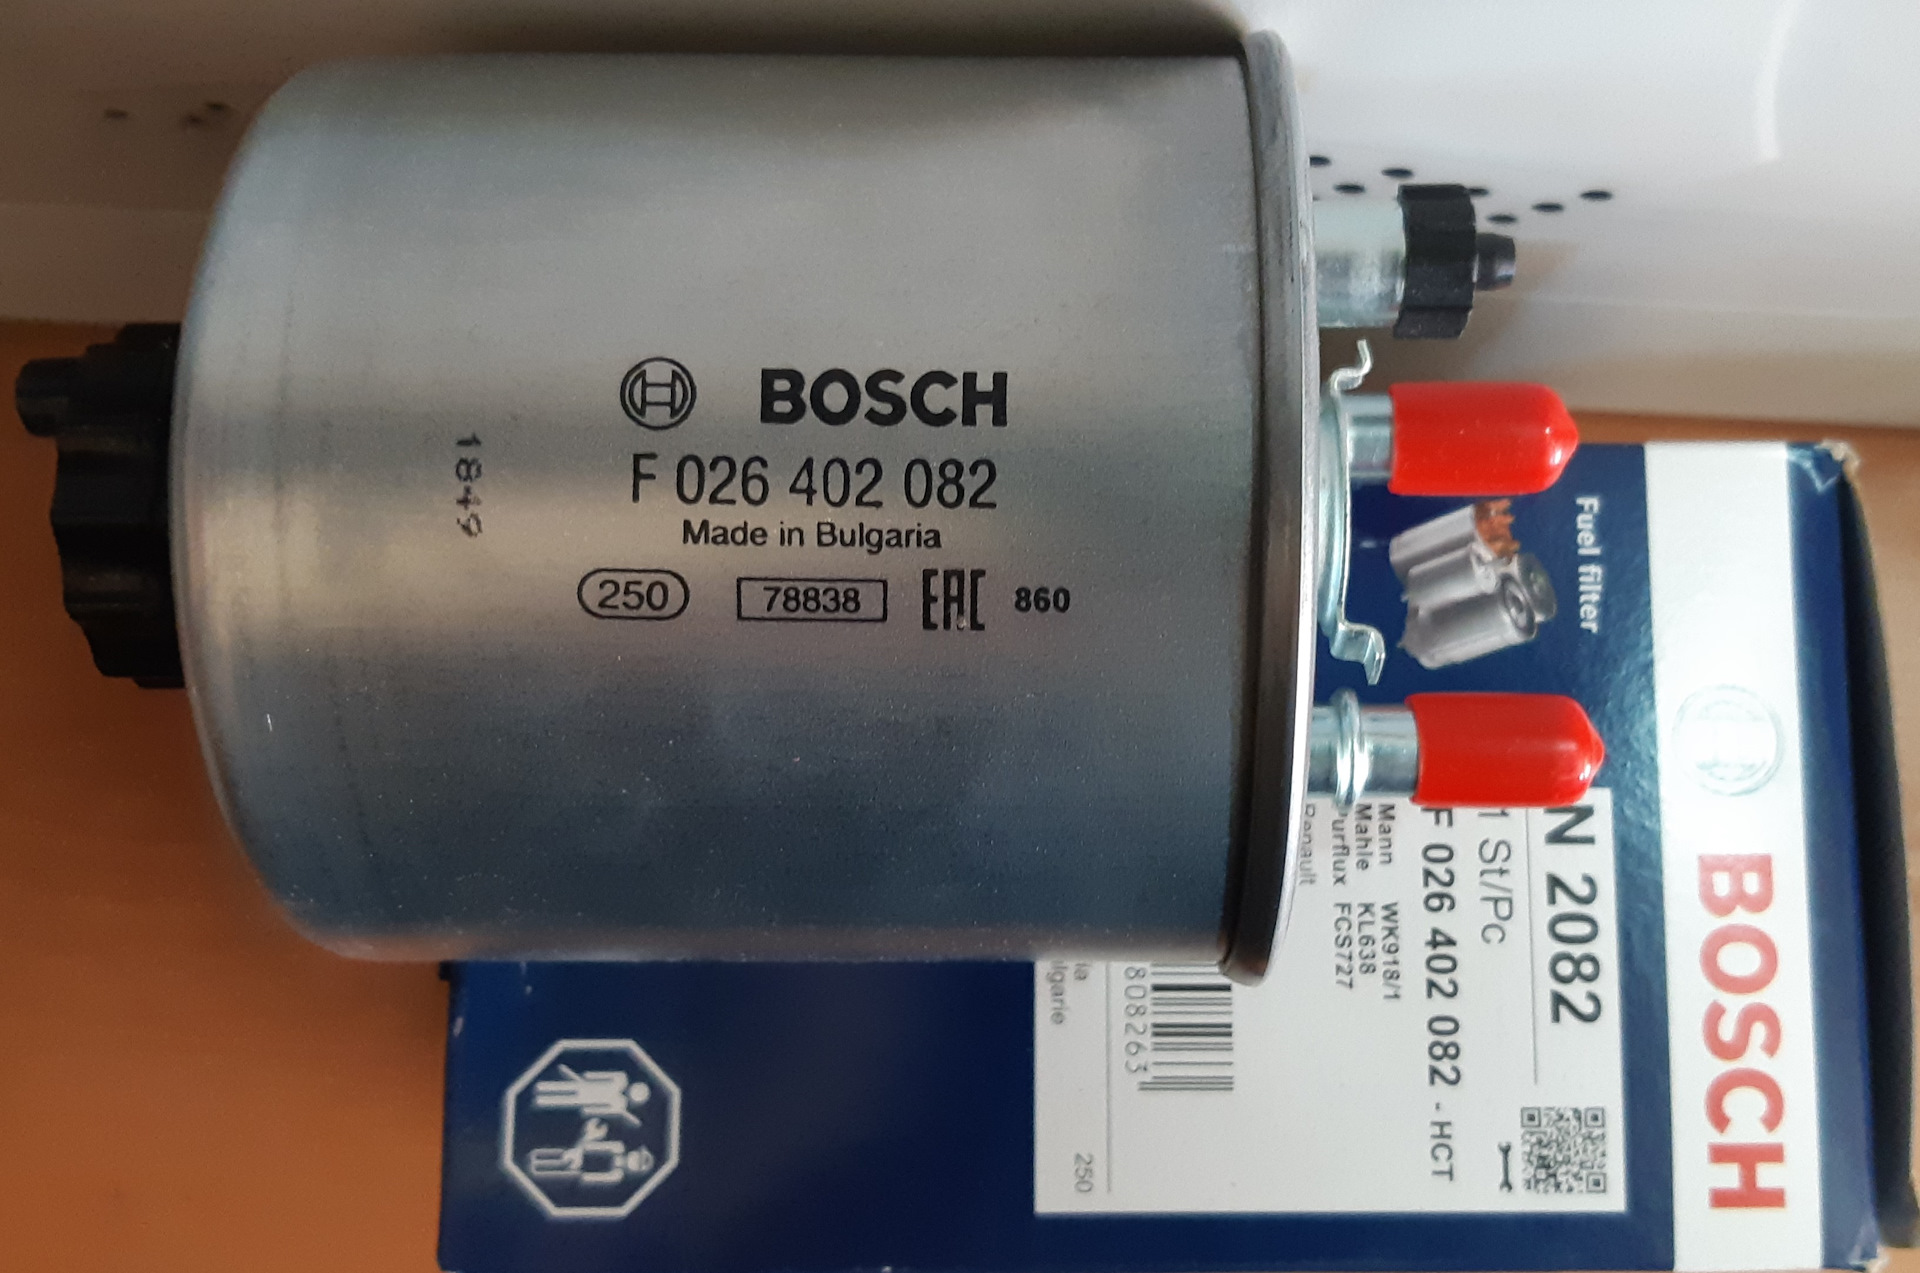 BOSCH
F 026 402 082
Made in Bulgaria
250 78838 EAC 860
1849
Fuel filter
BOSCH
N 2082
1 St/Pc
F 026 402 082 - HCT
Mann WK918/1
Mahle KL638
Purflux FCS727
Renault
808263
250